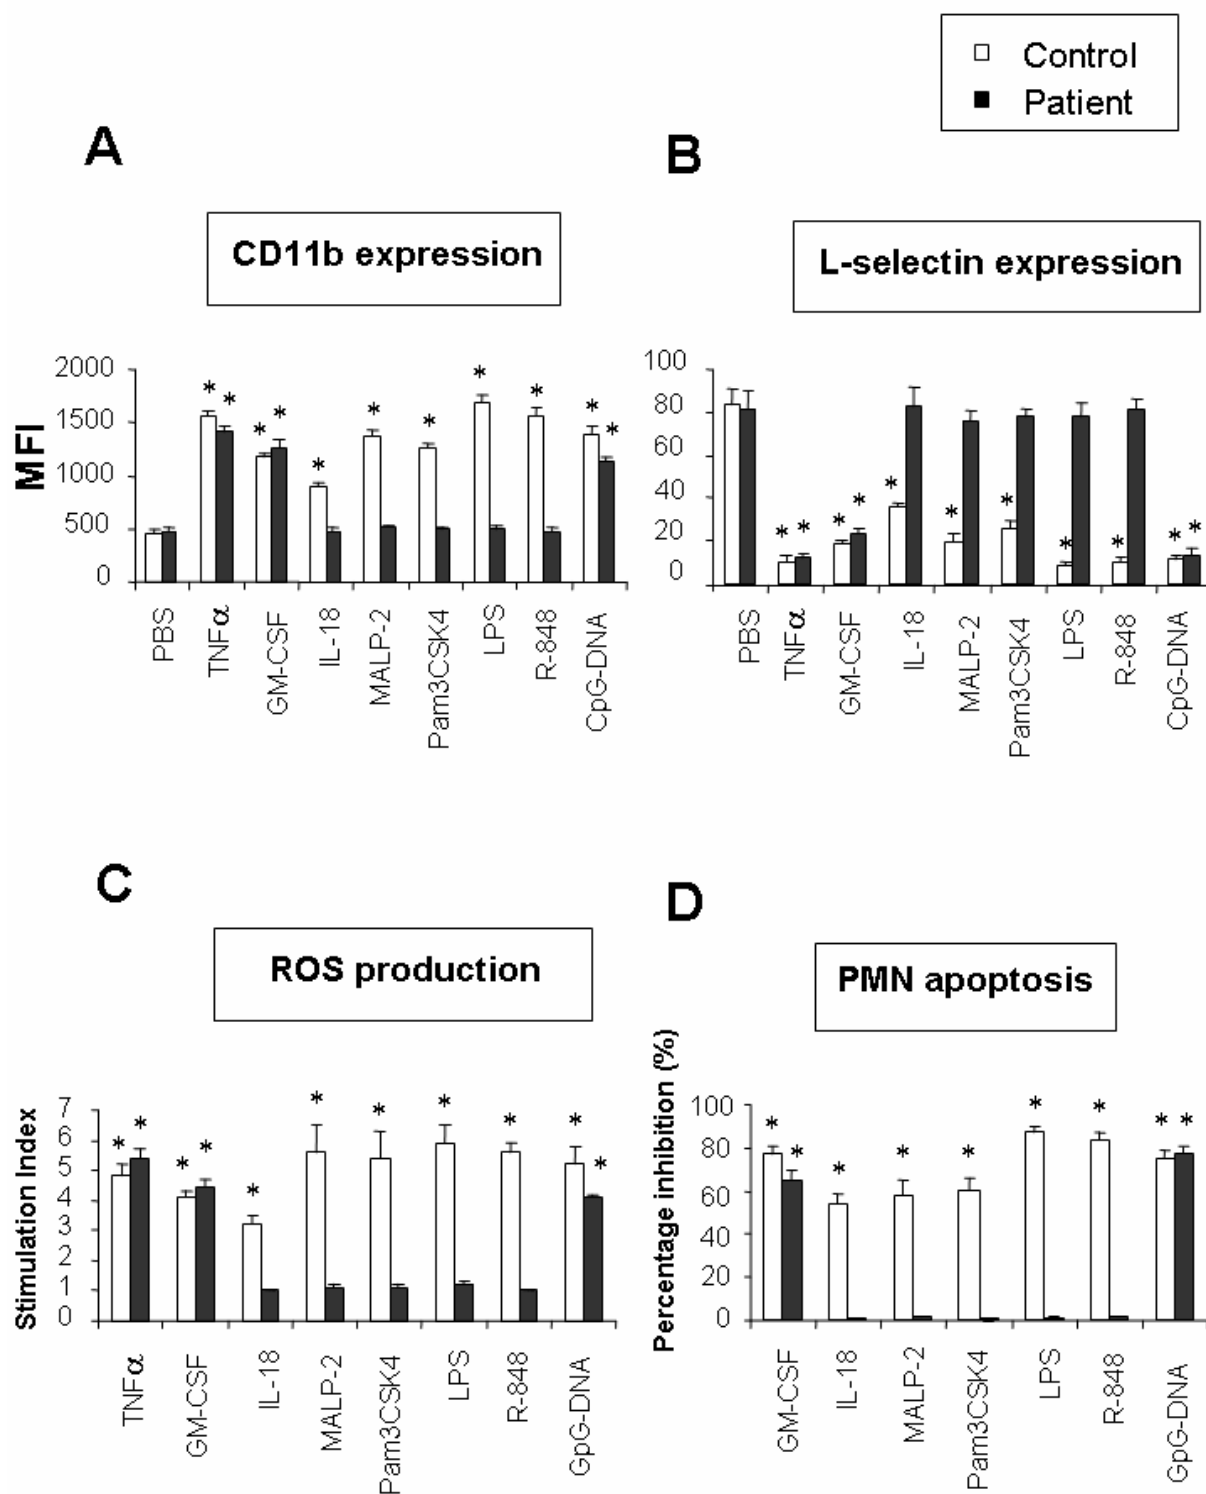 Control
Patient
A
B
CD11b expression
L-selectin expression
MFI
2000
1500
1000
500
0
* * * * * * * * * * *
PBS
TNFα
GM-CSF
IL-18
MALP-2
Pam3CSK4
LPS
R-848
CpG-DNA
100
80
60
40
20
0
* * * * * * * * * * *
PBS
TNFα
GM-CSF
IL-18
MALP-2
Pam3CSK4
LPS
R-848
CpG-DNA
C
D
ROS production
PMN apoptosis
Stimulation Index
7
6
5
4
3
2
1
0
* * * * * * * * * * *
TNFα
GM-CSF
IL-18
MALP-2
Pam3CSK4
LPS
R-848
GpG-DNA
Percentage inhibition (%)
100
80
60
40
20
0
* * * * * * * * *
GM-CSF
IL-18
MALP-2
Pam3CSK4
LPS
R-848
GpG-DNA